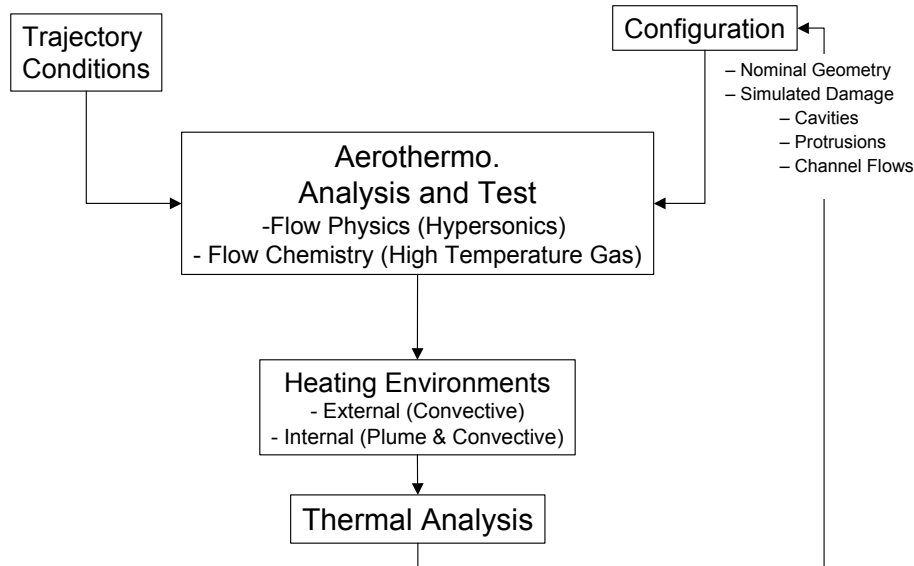 Trajectory
Conditions
Configuration
– Nominal Geometry
– Simulated Damage
– Cavities
– Protrusions
– Channel Flows
Aerothermo.
Analysis and Test
-Flow Physics (Hypersonics)
- Flow Chemistry (High Temperature Gas)
Heating Environments
- External (Convective)
- Internal (Plume & Convective)
Thermal Analysis